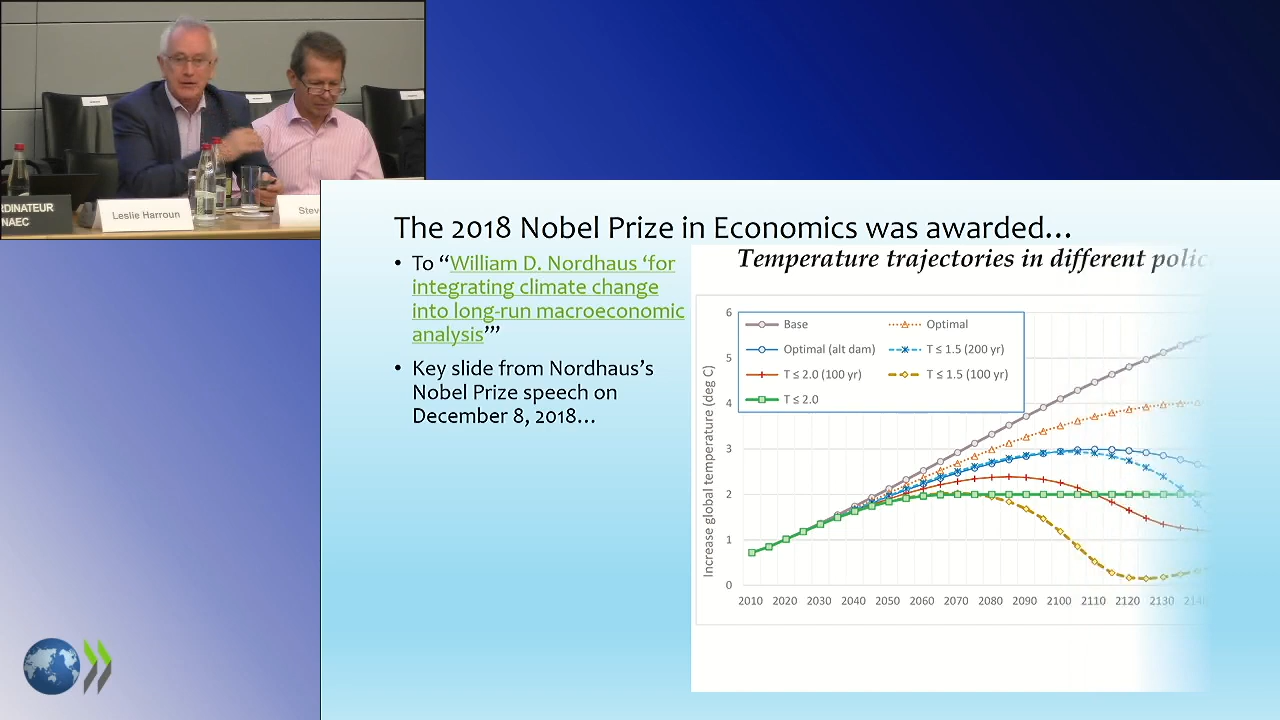 RDINATEUR
NAEC
Leslie Harroun
Stev
The 2018 Nobel Prize in Economics was awarded…
• To “William D. Nordhaus ‘for
integrating climate change
into long-run macroeconomic
analysis’”
• Key slide from Nordhaus’s
Nobel Prize speech on
December 8, 2018…
Temperature trajectories in different polic
Increase global temperature (deg C)
6
5
4
3
2
1
0
Base
Optimal
Optimal (alt dam)
T ≤ 1.5 (200 yr)
T ≤ 2.0 (100 yr)
T ≤ 1.5 (100 yr)
T ≤ 2.0
2010 2020 2030 2040 2050 2060 2070 2080 2090 2100 2110 2120 2130 2140